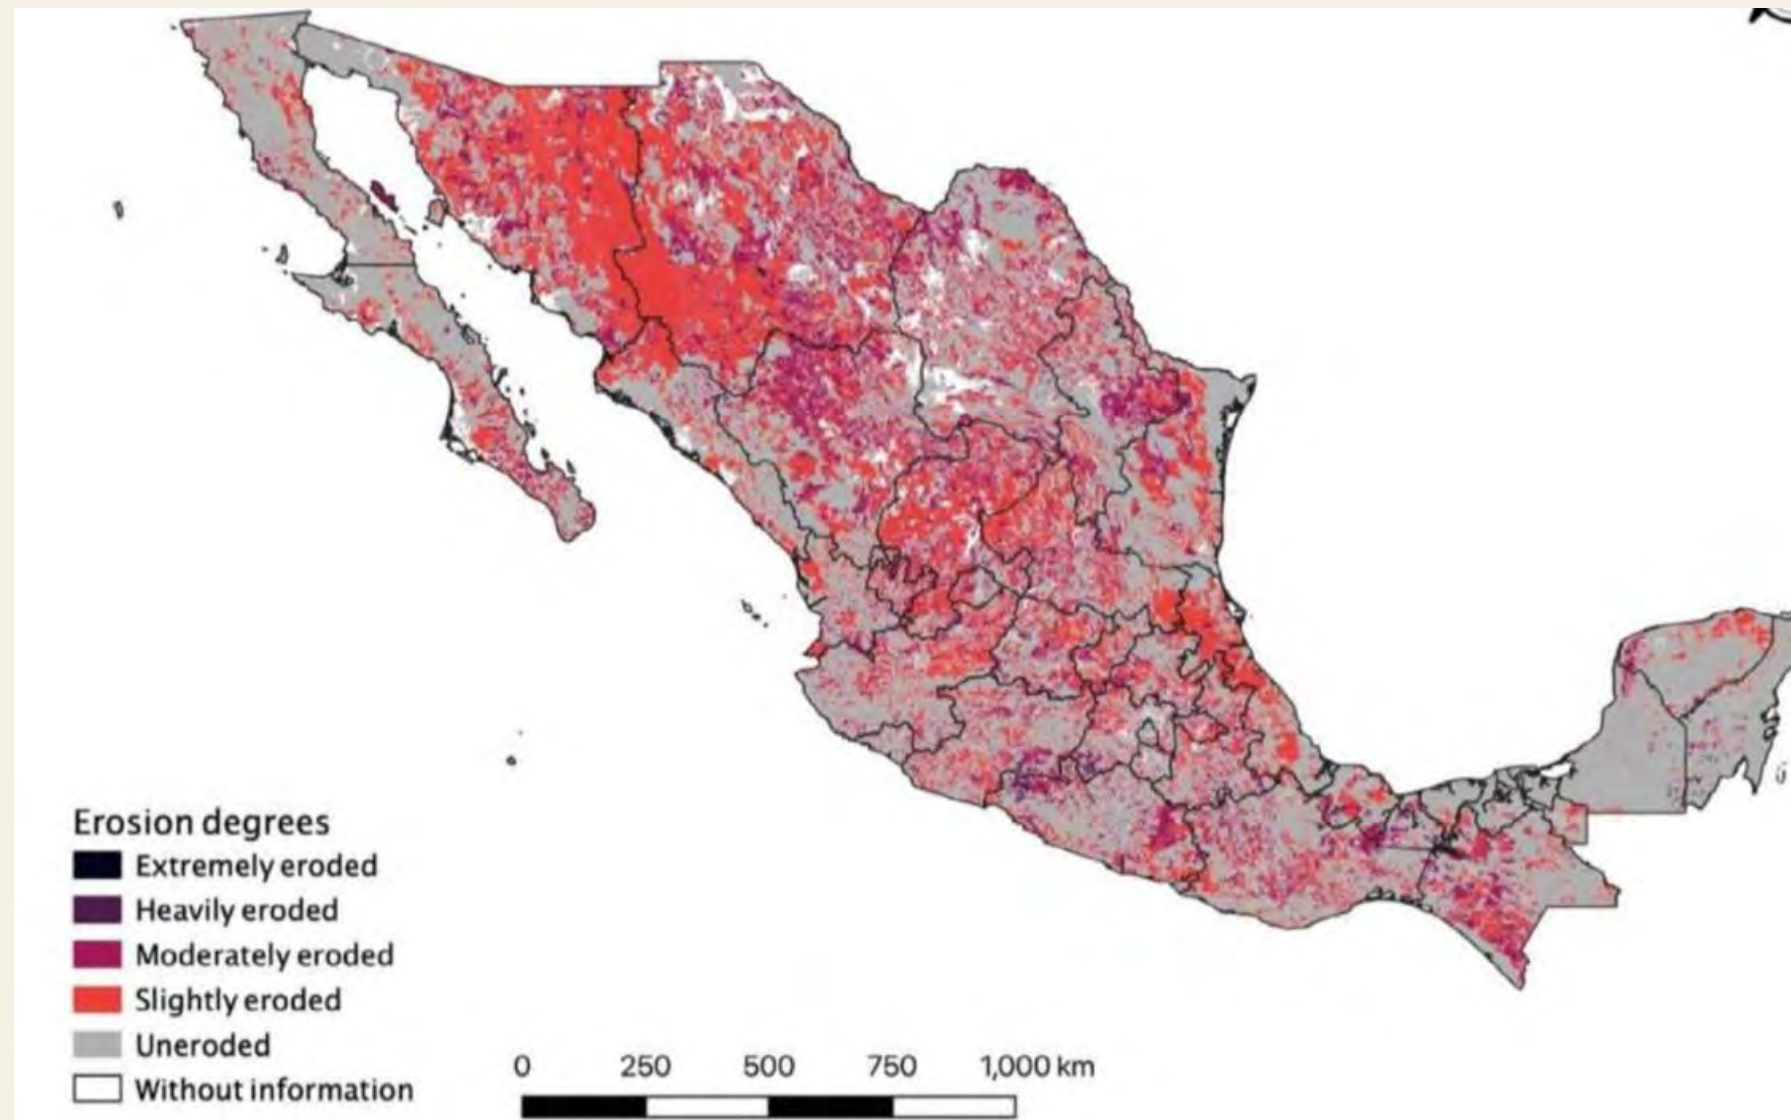 Erosion degrees
Extremely eroded
Heavily eroded
Moderately eroded
Slightly eroded
Uneroded
Without information
0 250 500 750 1,000 km